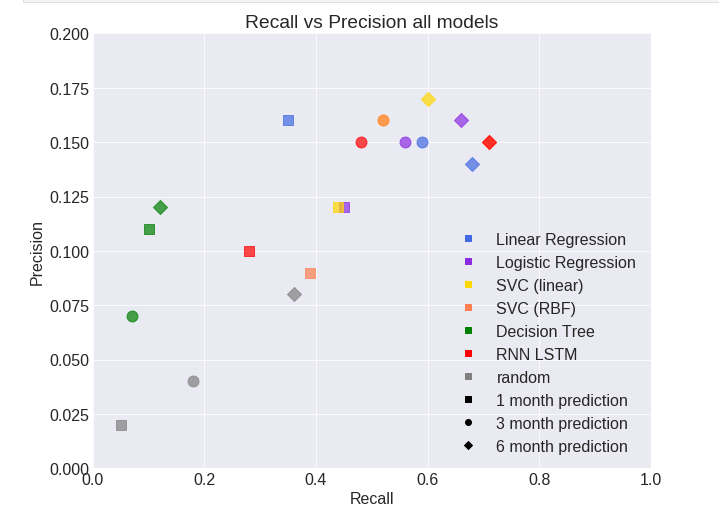 Recall vs Precision all models
0.200
0.175
0.150
0.125
0.100
0.075
0.050
0.025
0.000
Precision
Linear Regression
Logistic Regression
SVC (linear)
SVC (RBF)
Decision Tree
RNN LSTM
random
1 month prediction
3 month prediction
6 month prediction
0.0 0.2 0.4 0.6 0.8 1.0
Recall